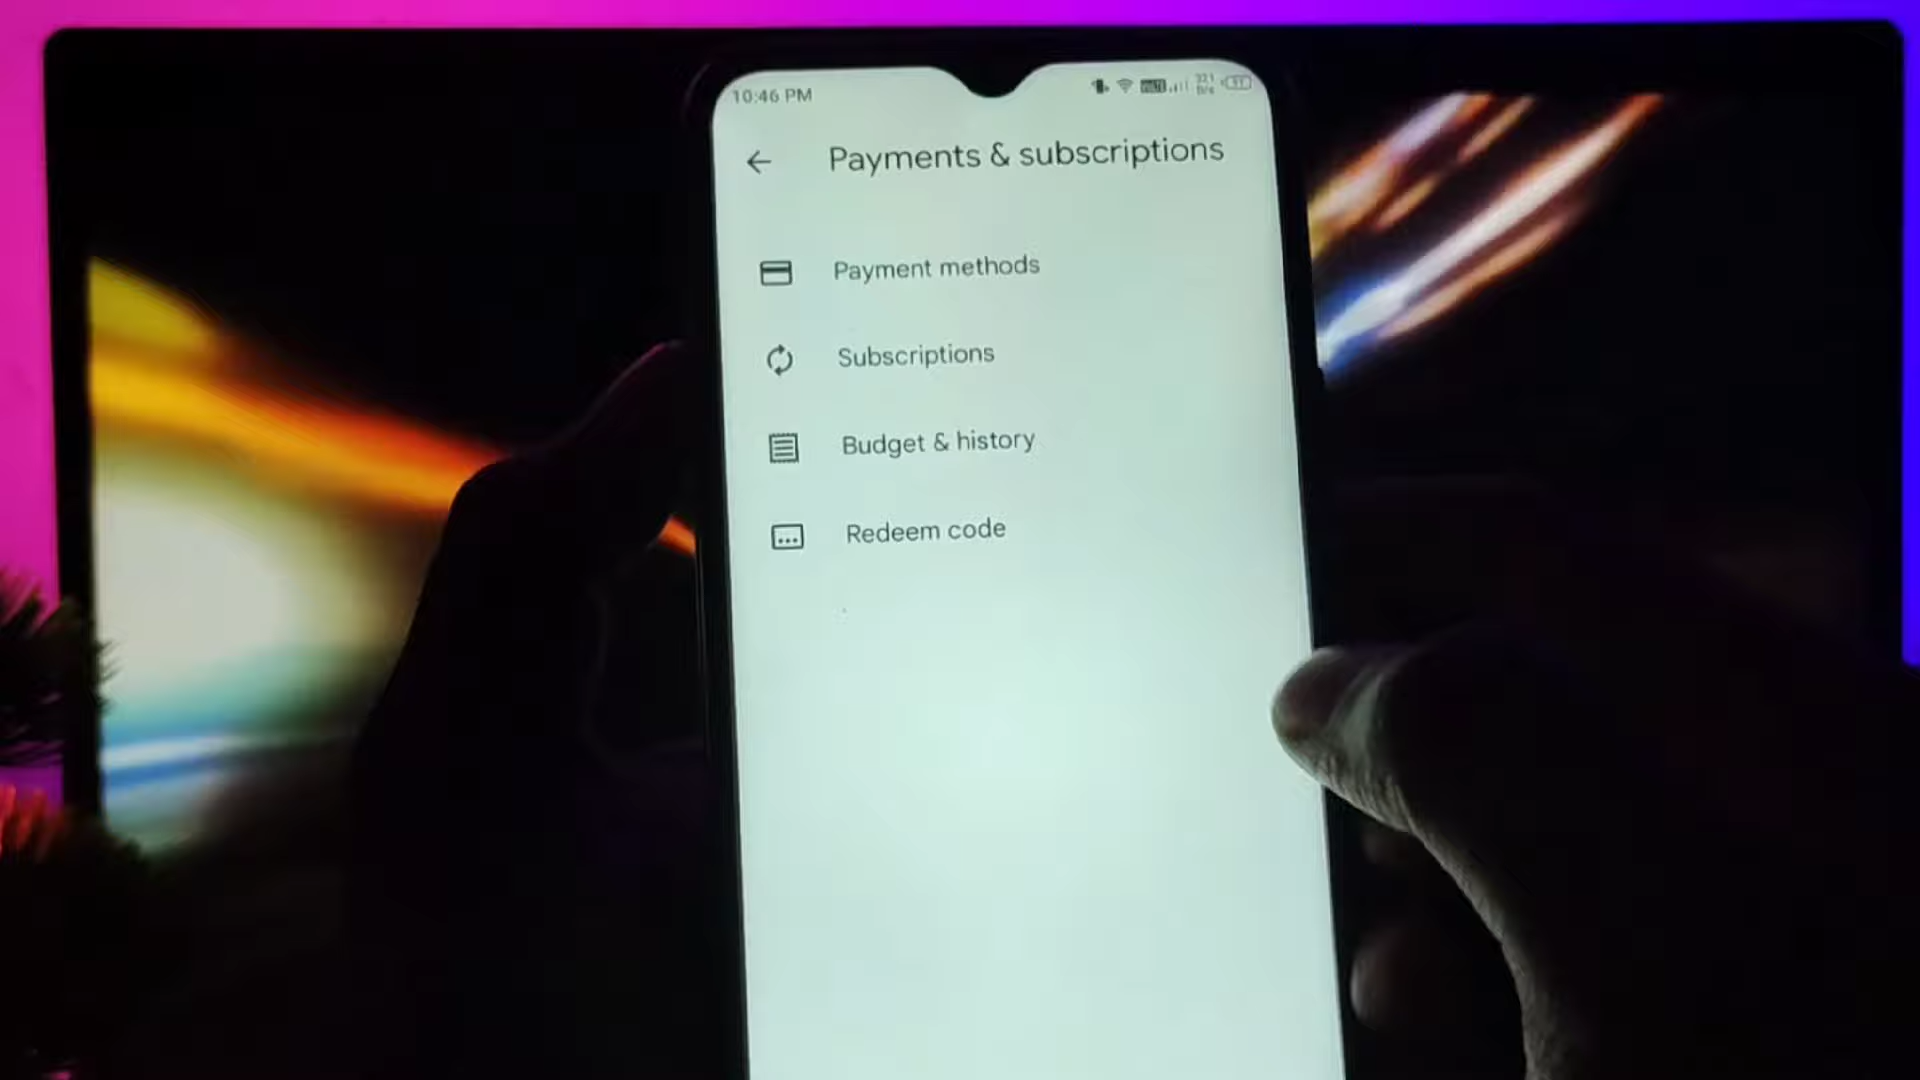 10:46 PM
Payments & subscriptions
Payment methods
Subscriptions
Budget & history
Redeem code